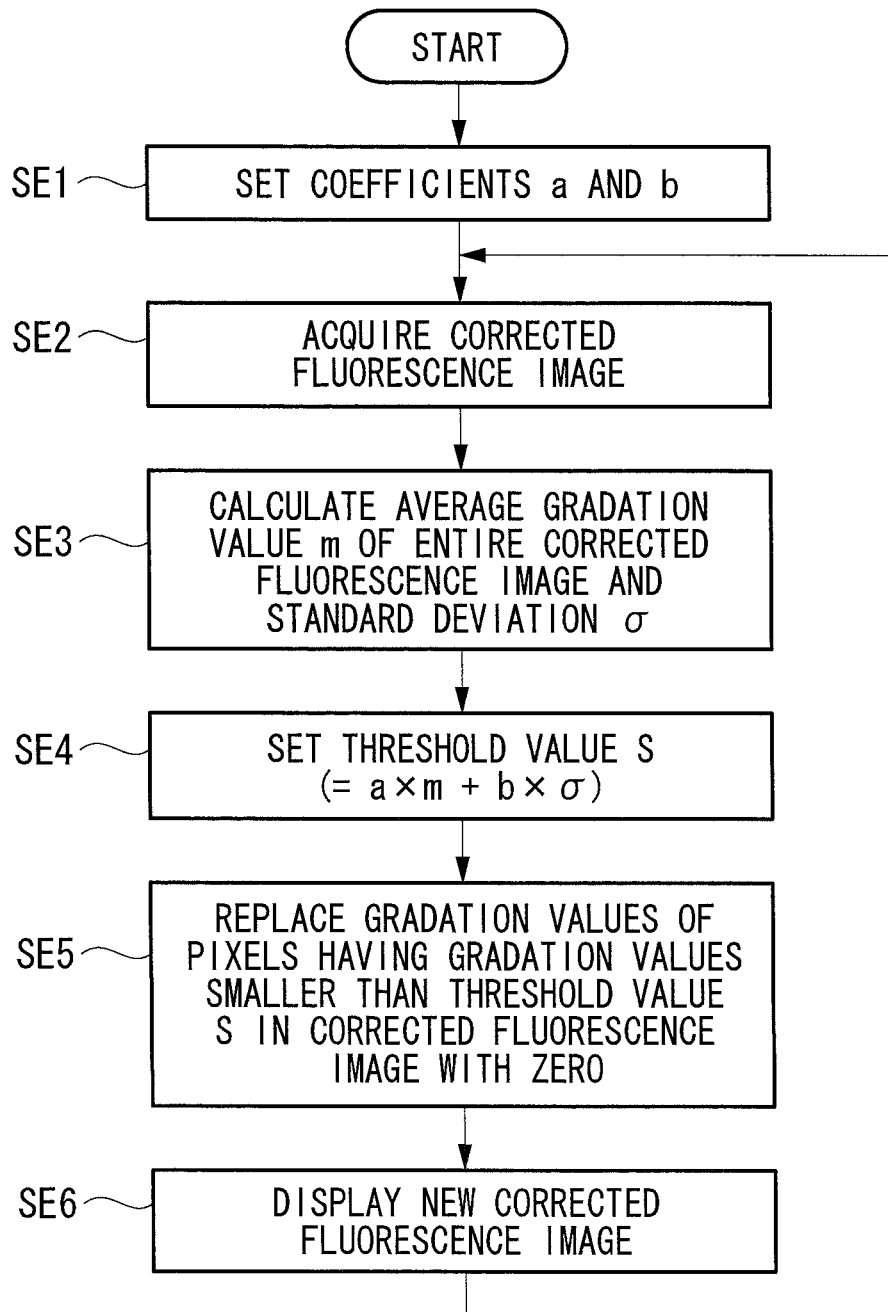 START
SE1
SET COEFFICIENTS a AND b
SE2
ACQUIRE CORRECTED
FLUORESCENCE IMAGE
SE3
CALCULATE AVERAGE GRADATION
VALUE m OF ENTIRE CORRECTED
FLUORESCENCE IMAGE AND
STANDARD DEVIATION σ
SE4
SET THRESHOLD VALUE S
(= a×m + b× σ)
SE5
REPLACE GRADATION VALUES OF
PIXELS HAVING GRADATION VALUES
SMALLER THAN THRESHOLD VALUE
S IN CORRECTED FLUORESCENCE
IMAGE WITH ZERO
SE6
DISPLAY NEW CORRECTED
FLUORESCENCE IMAGE